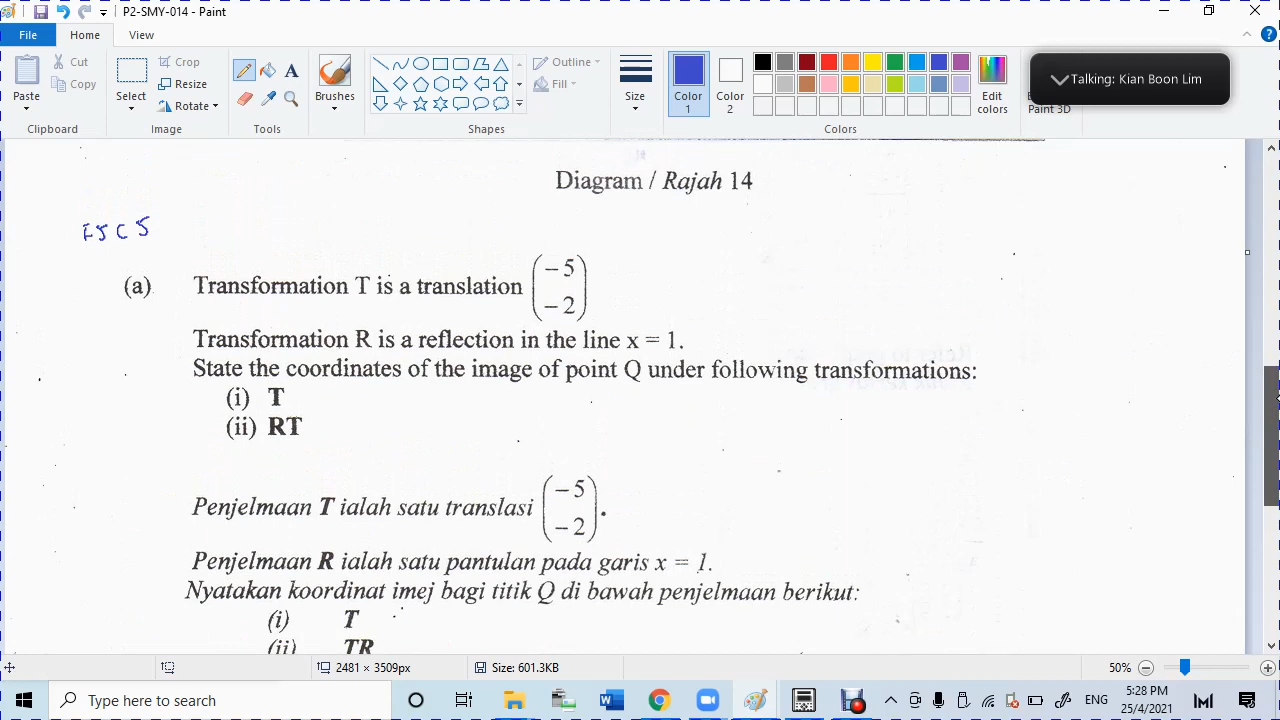 P2-SMY-014 - Paint
File Home View
Paste Cut Copy Clipboard
Select Crop Resize Rotate Image
Tools
Brushes
Shapes Outline Fill
Size
Color 1 Color 2
Colors
Edit colors
Paint 3D
Talking: Kian Boon Lim
Diagram / Rajah 14
F5 C 5
(a) Transformation T is a translation (-5
-2)
Transformation R is a reflection in the line x = 1.
State the coordinates of the image of point Q under following transformations:
(i) T
(ii) RT
Penjelmaan T ialah satu translasi (-5
-2).
Penjelmaan R ialah satu pantulan pada garis x = 1.
Nyatakan koordinat imej bagi titik Q di bawah penjelmaan berikut:
(i) T
(ii) TR
2481 × 3509px Size: 601.3KB 50%
Type here to search
ENG
5:28 PM
25/4/2021